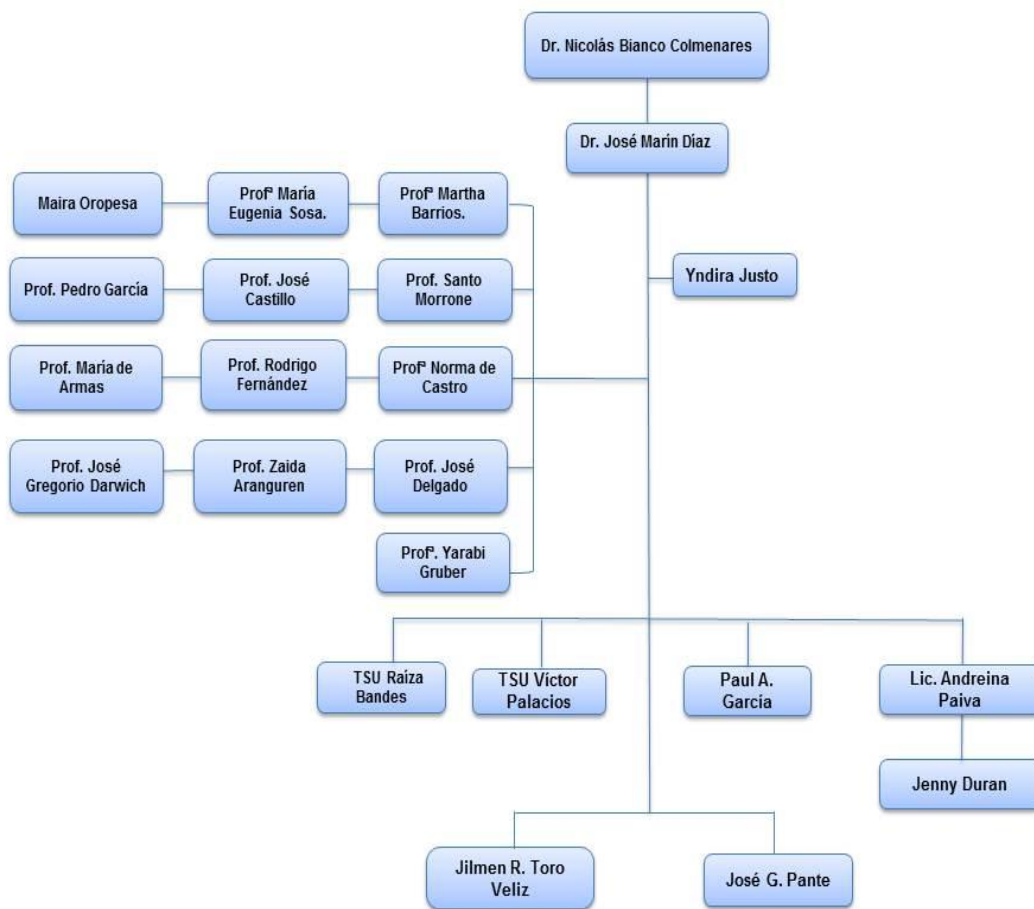 Dr. Nicolás Bianco Colmenares
Dr. José Marín Díaz
Maira Oropesa
Profª María
Eugenia Sosa.
Profª Martha
Barrios.
Yndira Justo
Prof. Pedro García
Prof. José
Castillo
Prof. Santo
Morrone
Prof. María de
Armas
Prof. Rodrigo
Fernández
Profª Norma de
Castro
Prof. José
Gregorio Darwich
Prof. Zaida
Aranguren
Prof. José
Delgado
Profª. Yarabi
Gruber
TSU Raíza
Bandes
TSU Víctor
Palacios
Paul A.
García
Lic. Andreina
Paiva
Jenny Duran
Jilmen R. Toro
Veliz
José G. Pante